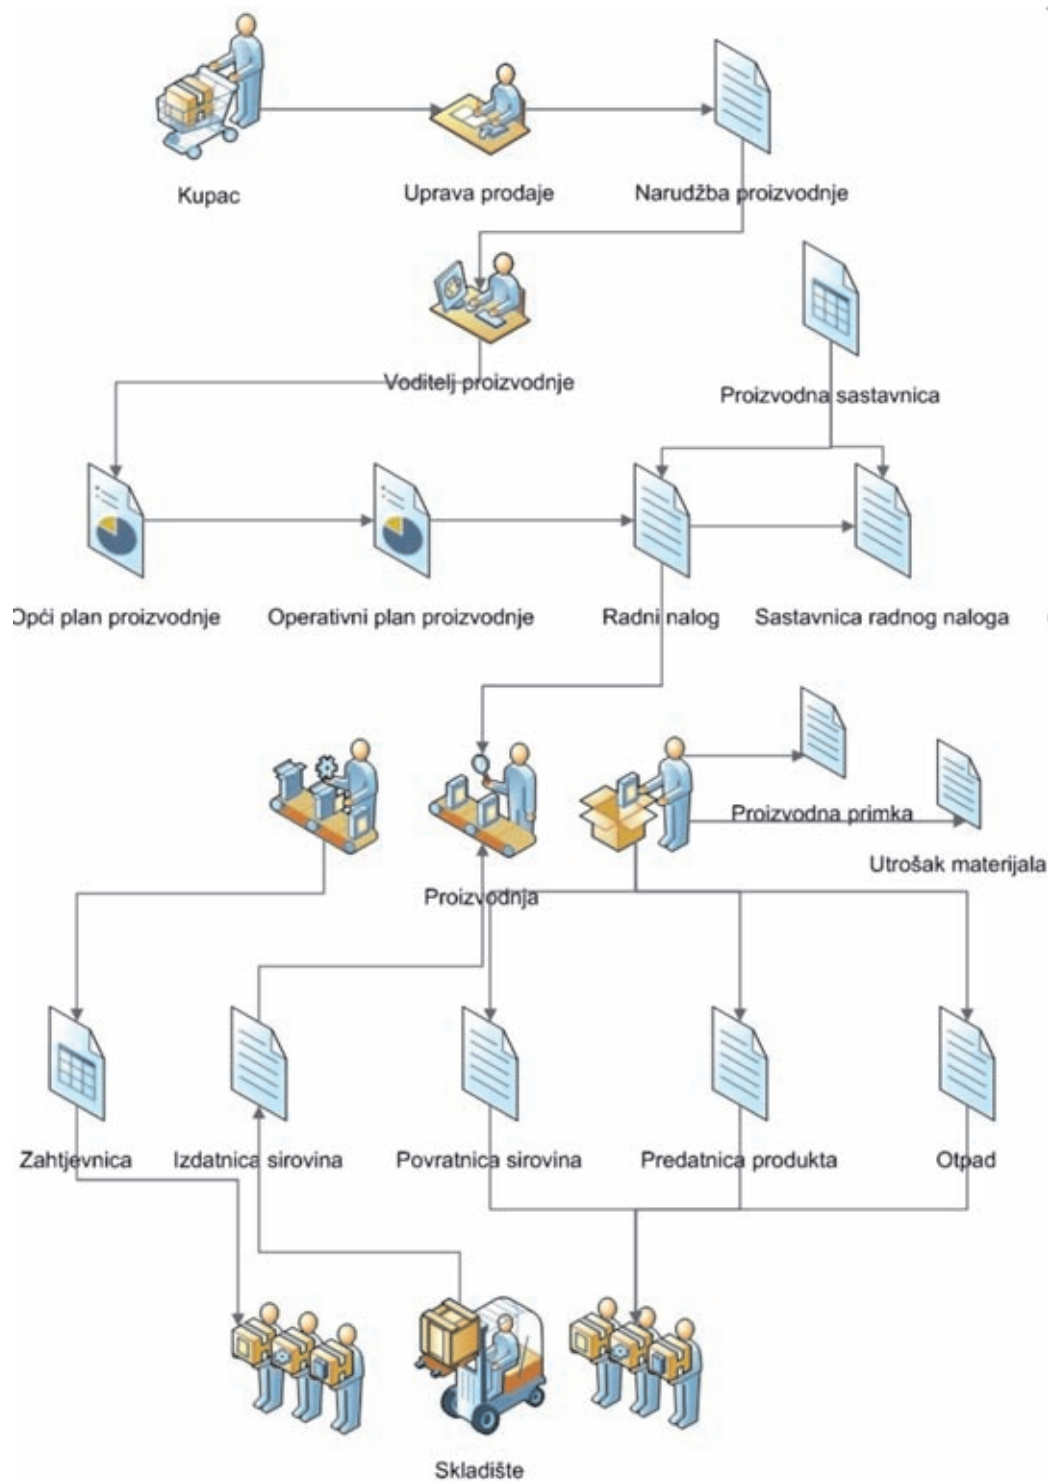 Kupac
Uprava prodaje
Narudžba proizvodnje
Voditelj proizvodnje
Proizvodna sastavnica
Opći plan proizvodnje
Operativni plan proizvodnje
Radni nalog
Sastavnica radnog naloga
Proizvodna primka
Utrošak materijala
Proizvodnja
Zahtjevnica
Izdatnica sirovina
Povratnica sirovina
Predatnica produkta
Otpad
Skladište